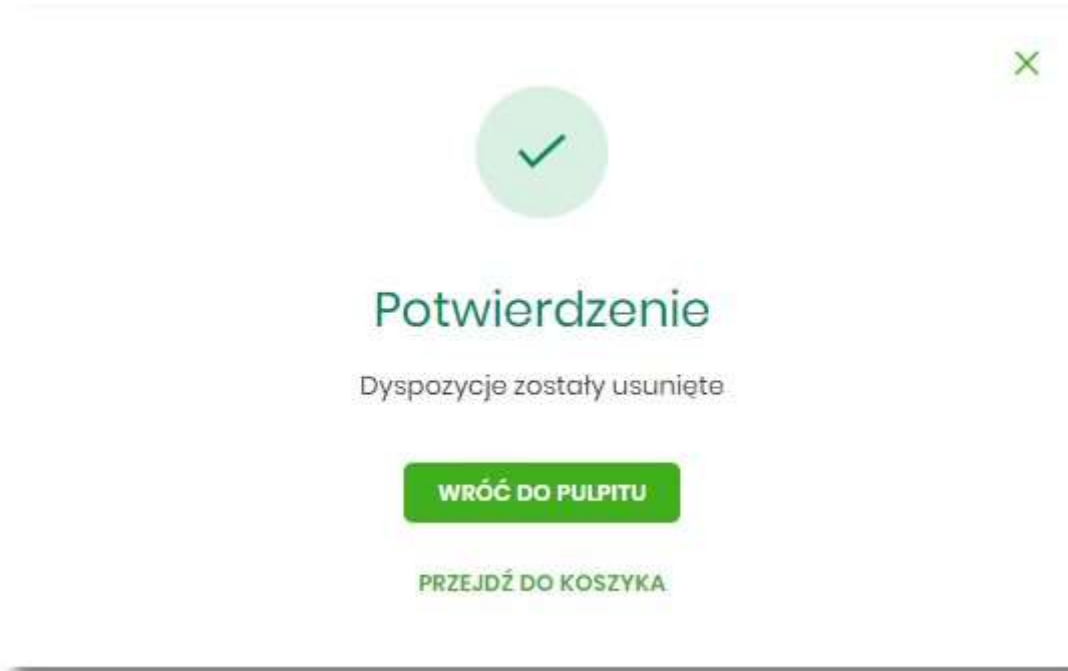 Potwierdzenie
Dyspozycje zostały usunięte
WRÓĆ DO PULPITU
PRZEJDŹ DO KOSZYKA